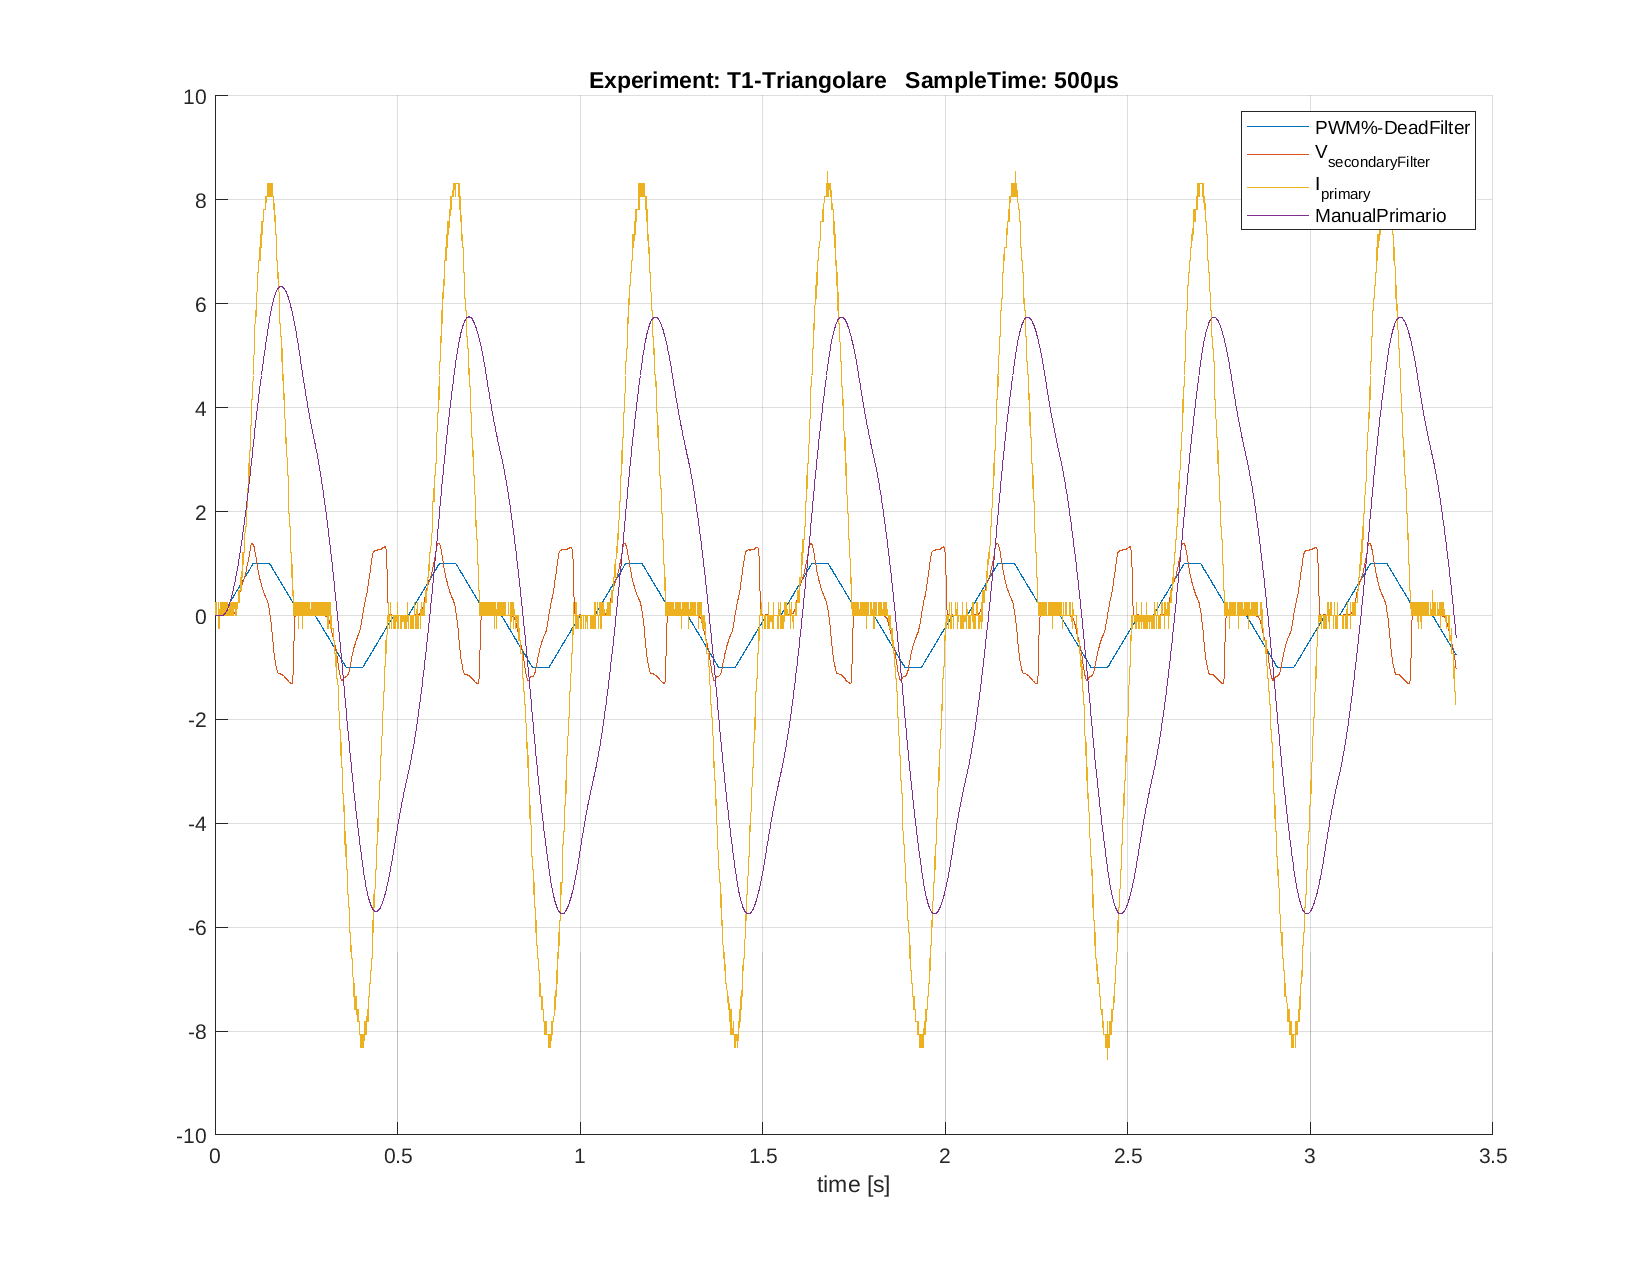 Experiment: T1-Triangolare   SampleTime: 500µs
PWM%-DeadFilter
VsecondaryFilter
Iprimary
ManualPrimario
10
8
6
4
2
0
-2
-4
-6
-8
-10
0 0.5 1 1.5 2 2.5 3 3.5
time [s]